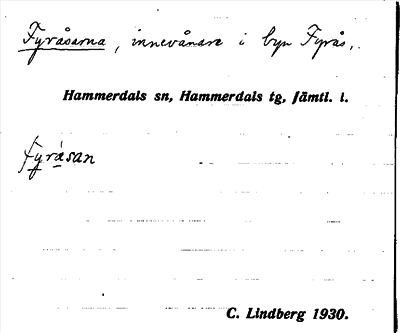 Fyråsarna, innevånare i byn Fyrås.
Hammerdals sn, Hammerdals tg, Jämtl. l.
fyråsan
C. Lindberg 1930.